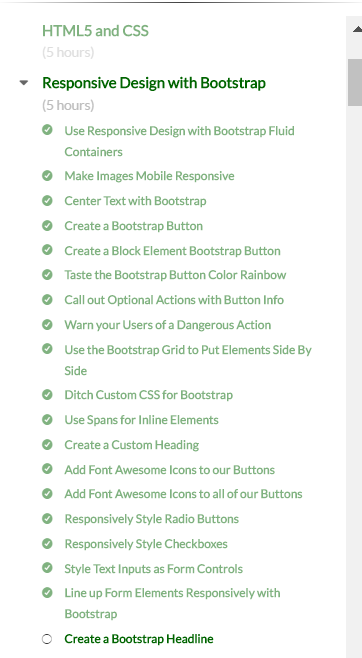 HTML5 and CSS
(5 hours)
Responsive Design with Bootstrap
(5 hours)
Use Responsive Design with Bootstrap Fluid
Containers
Make Images Mobile Responsive
Center Text with Bootstrap
Create a Bootstrap Button
Create a Block Element Bootstrap Button
Taste the Bootstrap Button Color Rainbow
Call out Optional Actions with Button Info
Warn your Users of a Dangerous Action
Use the Bootstrap Grid to Put Elements Side By
Side
Ditch Custom CSS for Bootstrap
Use Spans for Inline Elements
Create a Custom Heading
Add Font Awesome Icons to our Buttons
Add Font Awesome Icons to all of our Buttons
Responsively Style Radio Buttons
Responsively Style Checkboxes
Style Text Inputs as Form Controls
Line up Form Elements Responsively with
Bootstrap
Create a Bootstrap Headline